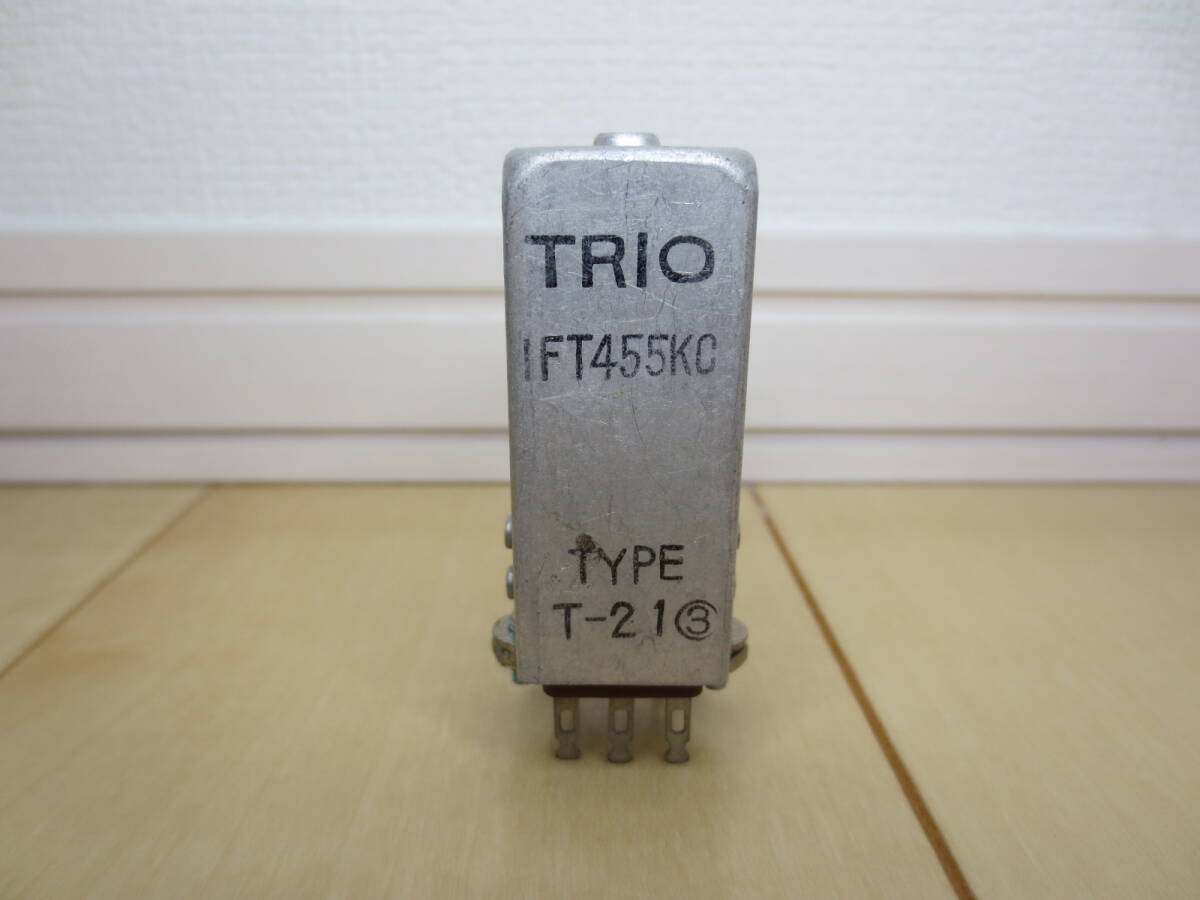 TRIO
IFT455KC
TYPE
T-21③